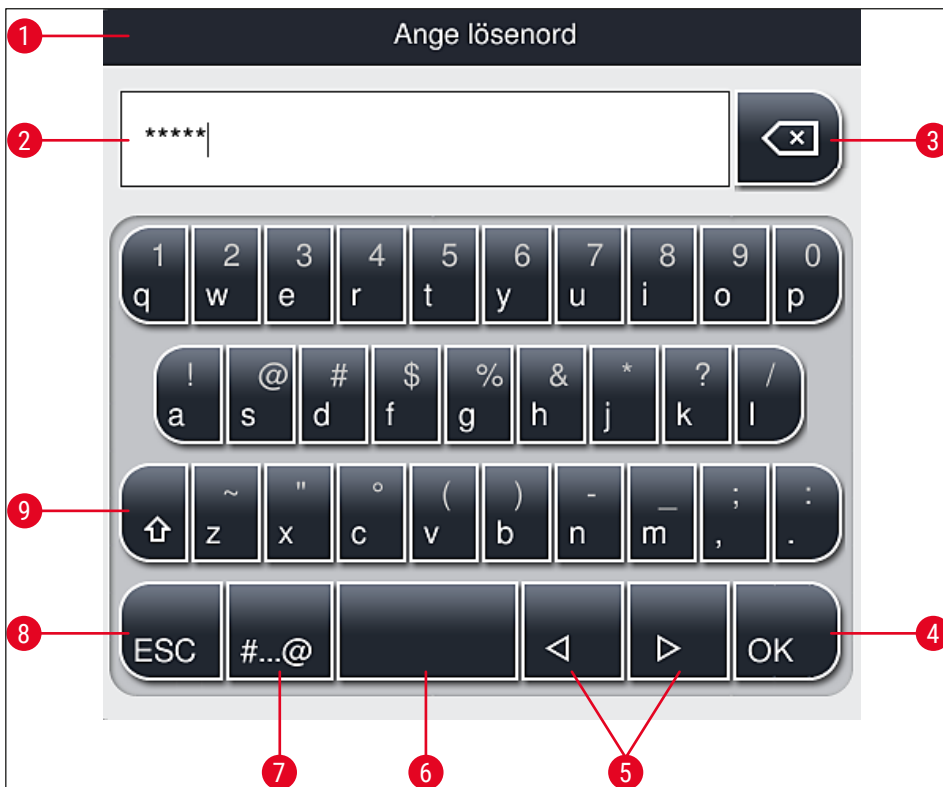 1 Ange lösenord
2 ***** 3
1 2 3 4 5 6 7 8 9 0
q w e r t y u i o p
! @ # $ % & * ? /
a s d f g h j k l
9 ~ " ° ( ) - _ ; :
z x c v b n m , .
8 ESC #...@ OK 4
7 6 5